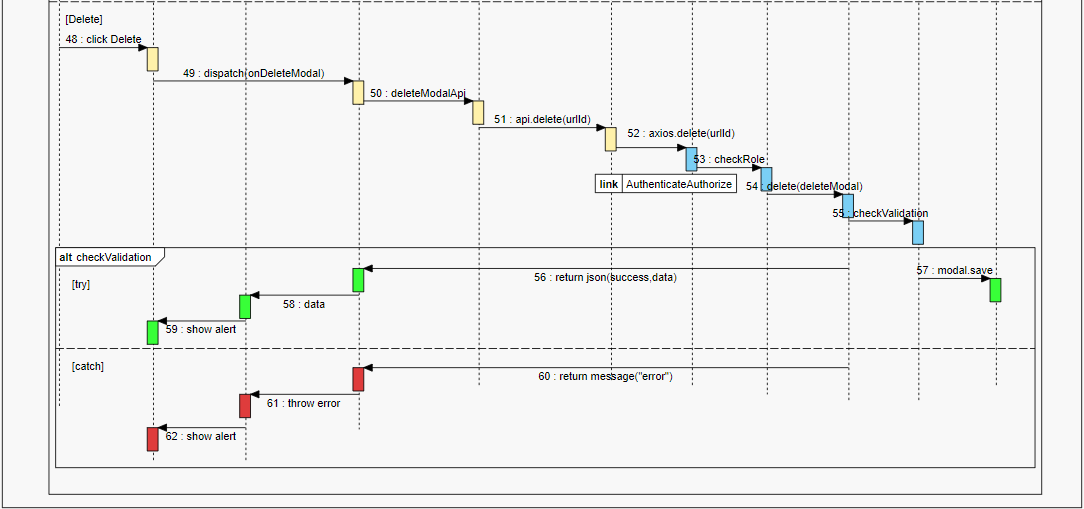 [Delete]
48 : click Delete
49 : dispatch(onDeleteModal)
50 : deleteModalApi
51 : api.delete(urlId)
52 : axios.delete(urlId)
53 : checkRole
link AuthenticateAuthorize
54 : delete(deleteModal)
55 : checkValidation
alt checkValidation
[try]
56 : return json(success,data)
57 : modal.save
58 : data
59 : show alert
[catch]
60 : return message("error")
61 : throw error
62 : show alert